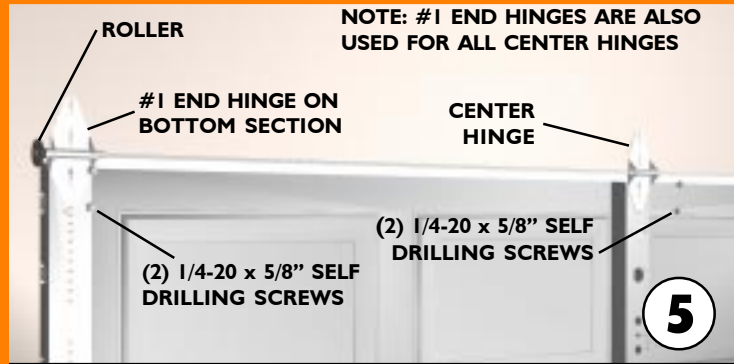 ROLLER
NOTE: #1 END HINGES ARE ALSO
USED FOR ALL CENTER HINGES
#1 END HINGE ON
BOTTOM SECTION
CENTER
HINGE
(2) 1/4-20 x 5/8” SELF
DRILLING SCREWS
(2) 1/4-20 x 5/8” SELF
DRILLING SCREWS
5